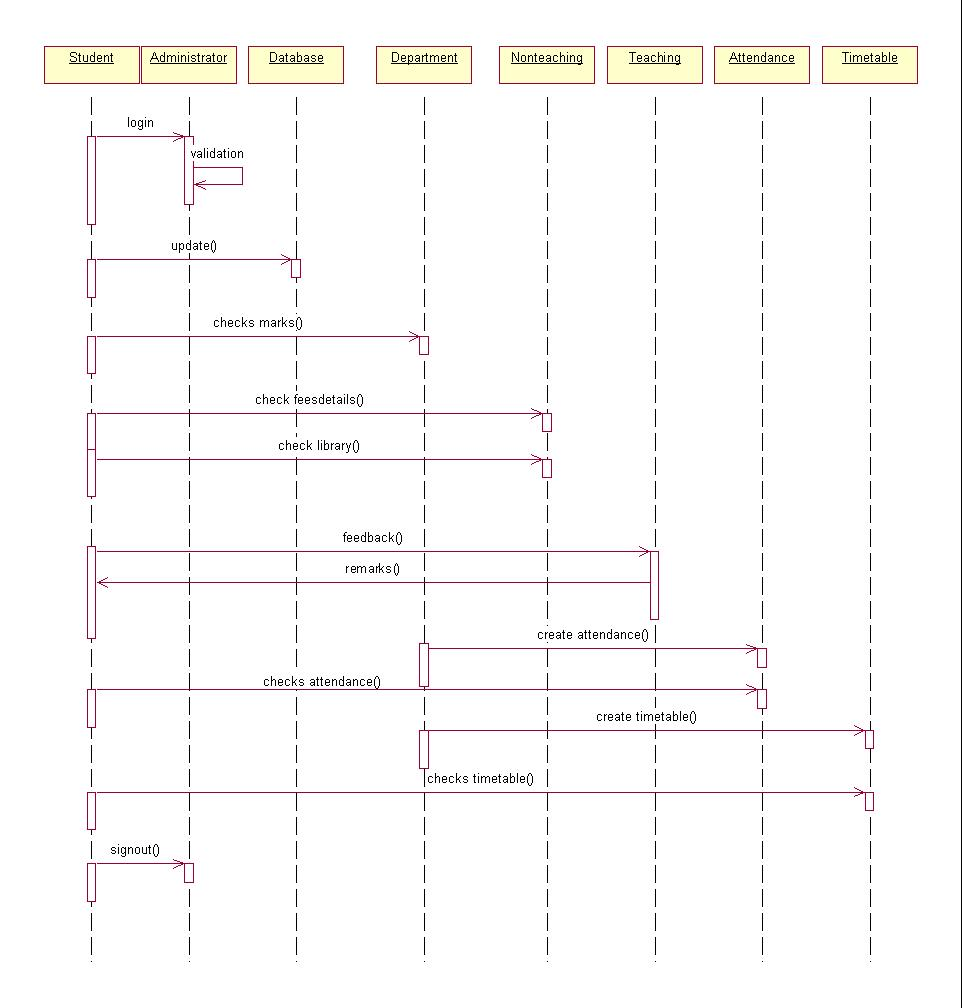 Student
Administrator
Database
Department
Nonteaching
Teaching
Attendance
Timetable
login
validation
update()
checks marks()
check feesdetails()
check library()
feedback()
remarks()
create attendance()
checks attendance()
create timetable()
checks timetable()
signout()